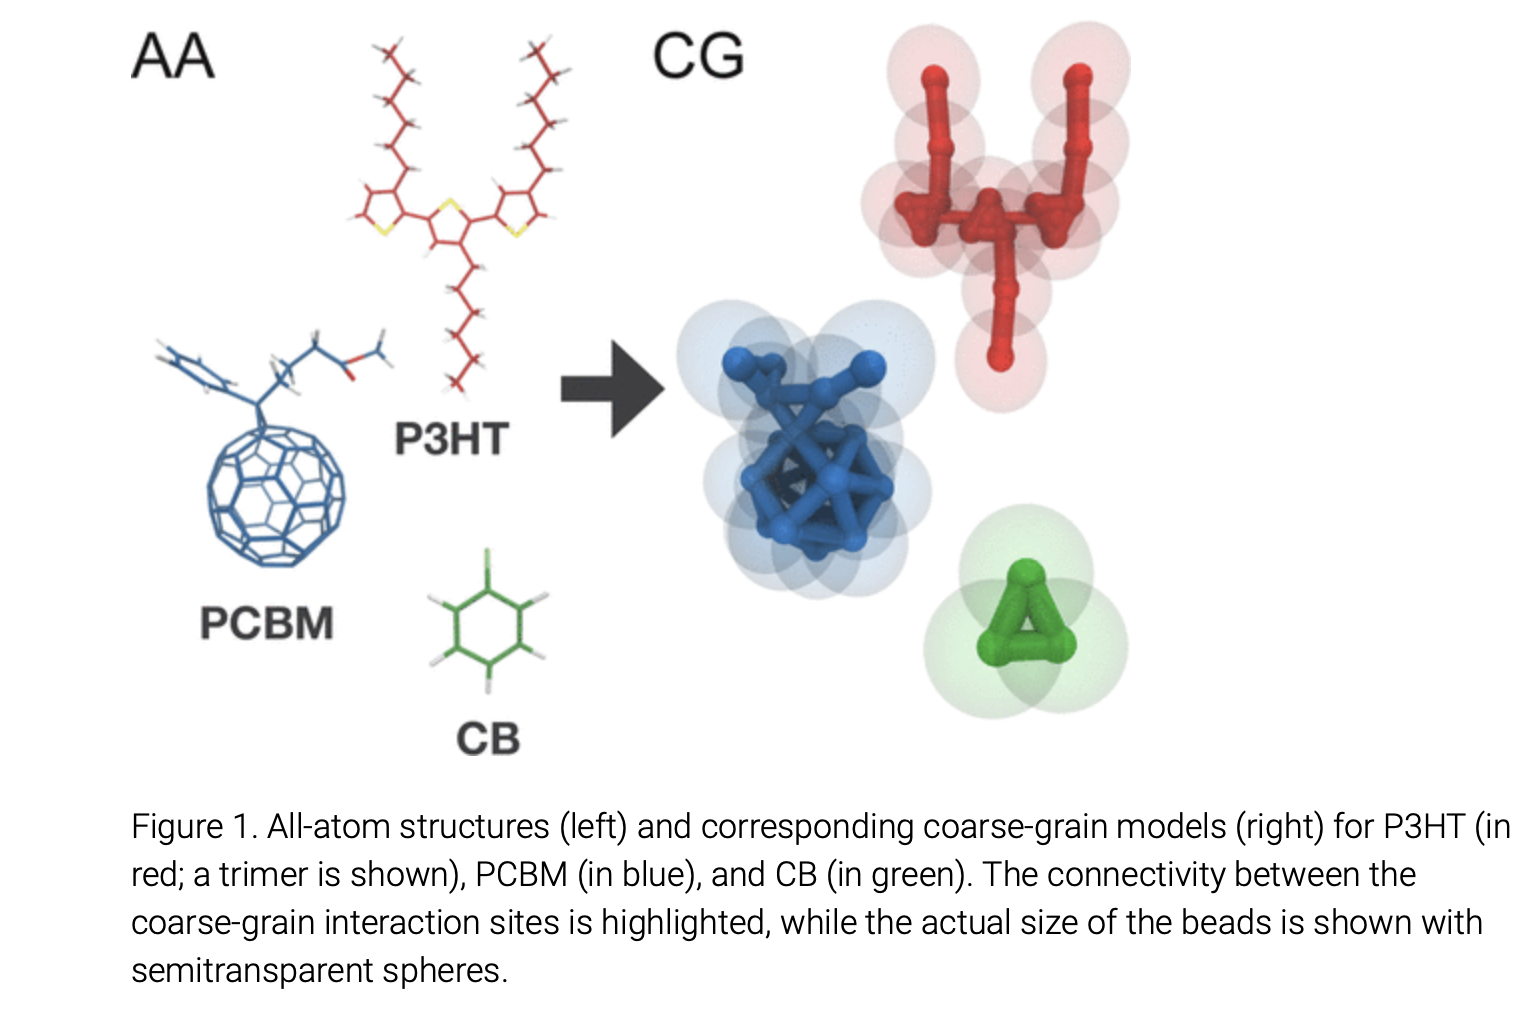 AA
CG
P3HT
PCBM
CB
Figure 1. All-atom structures (left) and corresponding coarse-grain models (right) for P3HT (in
red; a trimer is shown), PCBM (in blue), and CB (in green). The connectivity between the
coarse-grain interaction sites is highlighted, while the actual size of the beads is shown with
semitransparent spheres.